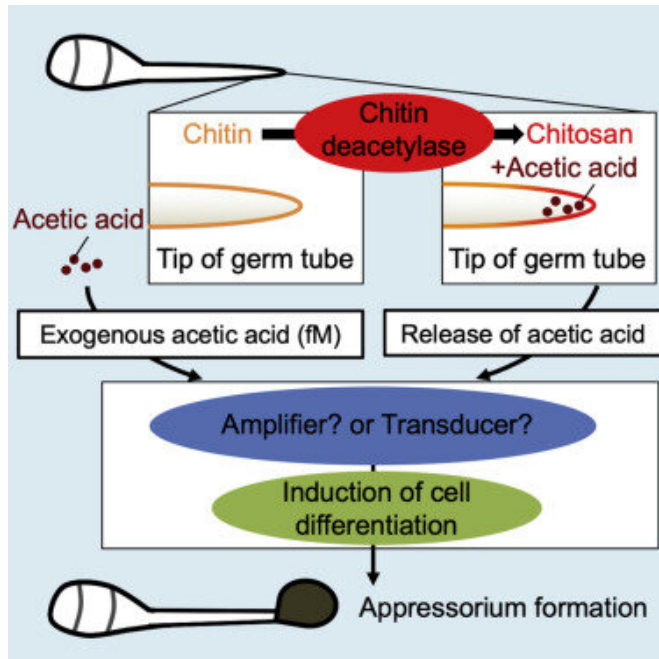 Chitin
Chitin
deacetylase
Chitosan
+Acetic acid
Acetic acid
Tip of germ tube
Tip of germ tube
Exogenous acetic acid (fM)
Release of acetic acid
Amplifier? or Transducer?
Induction of cell
differentiation
Appressorium formation